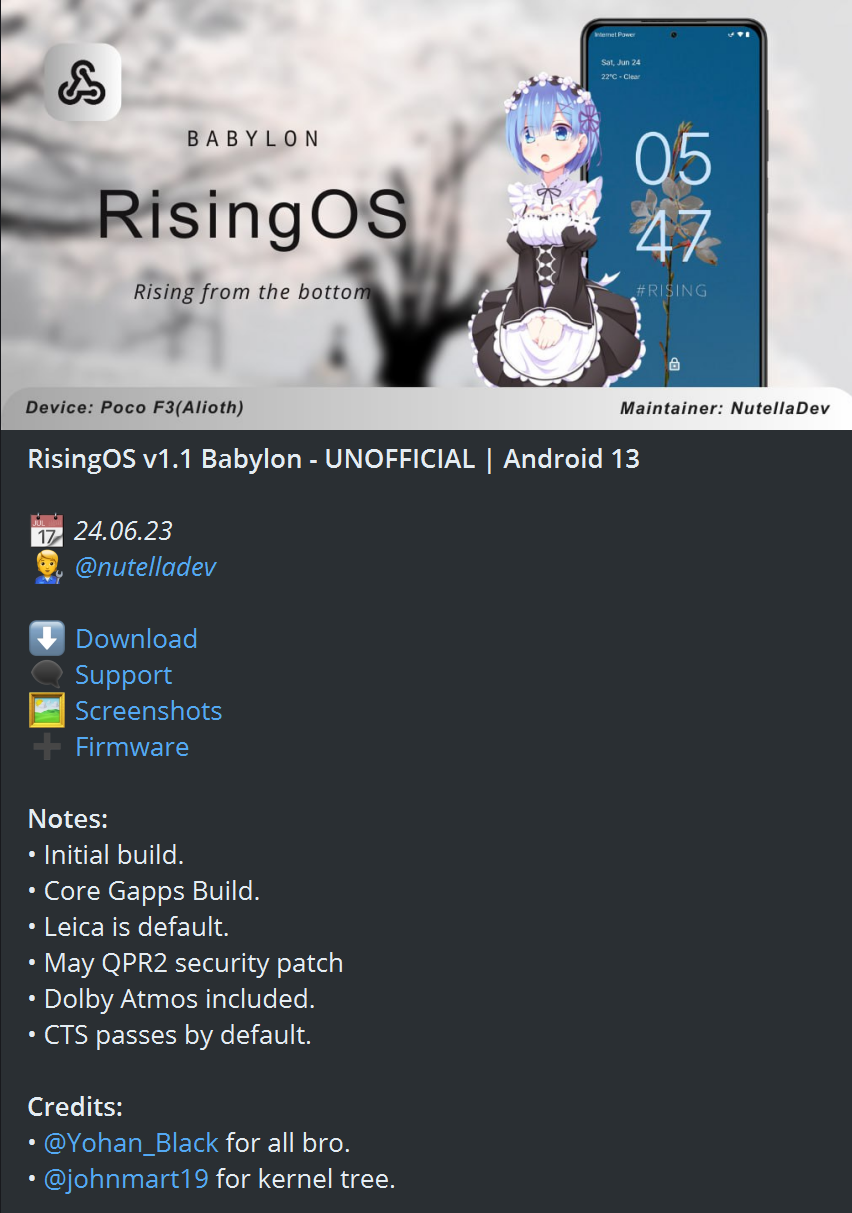 BABYLON
RisingOS
Rising from the bottom
Internet Power
Sat, Jun 24
22°C - Clear
05
47
#RISING
Device: Poco F3(Alioth)
Maintainer: NutellaDev
RisingOS v1.1 Babylon - UNOFFICIAL | Android 13
JUL
17
24.06.23
@nutelladev
Download
Support
Screenshots
Firmware
Notes:
• Initial build.
• Core Gapps Build.
• Leica is default.
• May QPR2 security patch
• Dolby Atmos included.
• CTS passes by default.
Credits:
• @Yohan_Black for all bro.
• @johnmart19 for kernel tree.